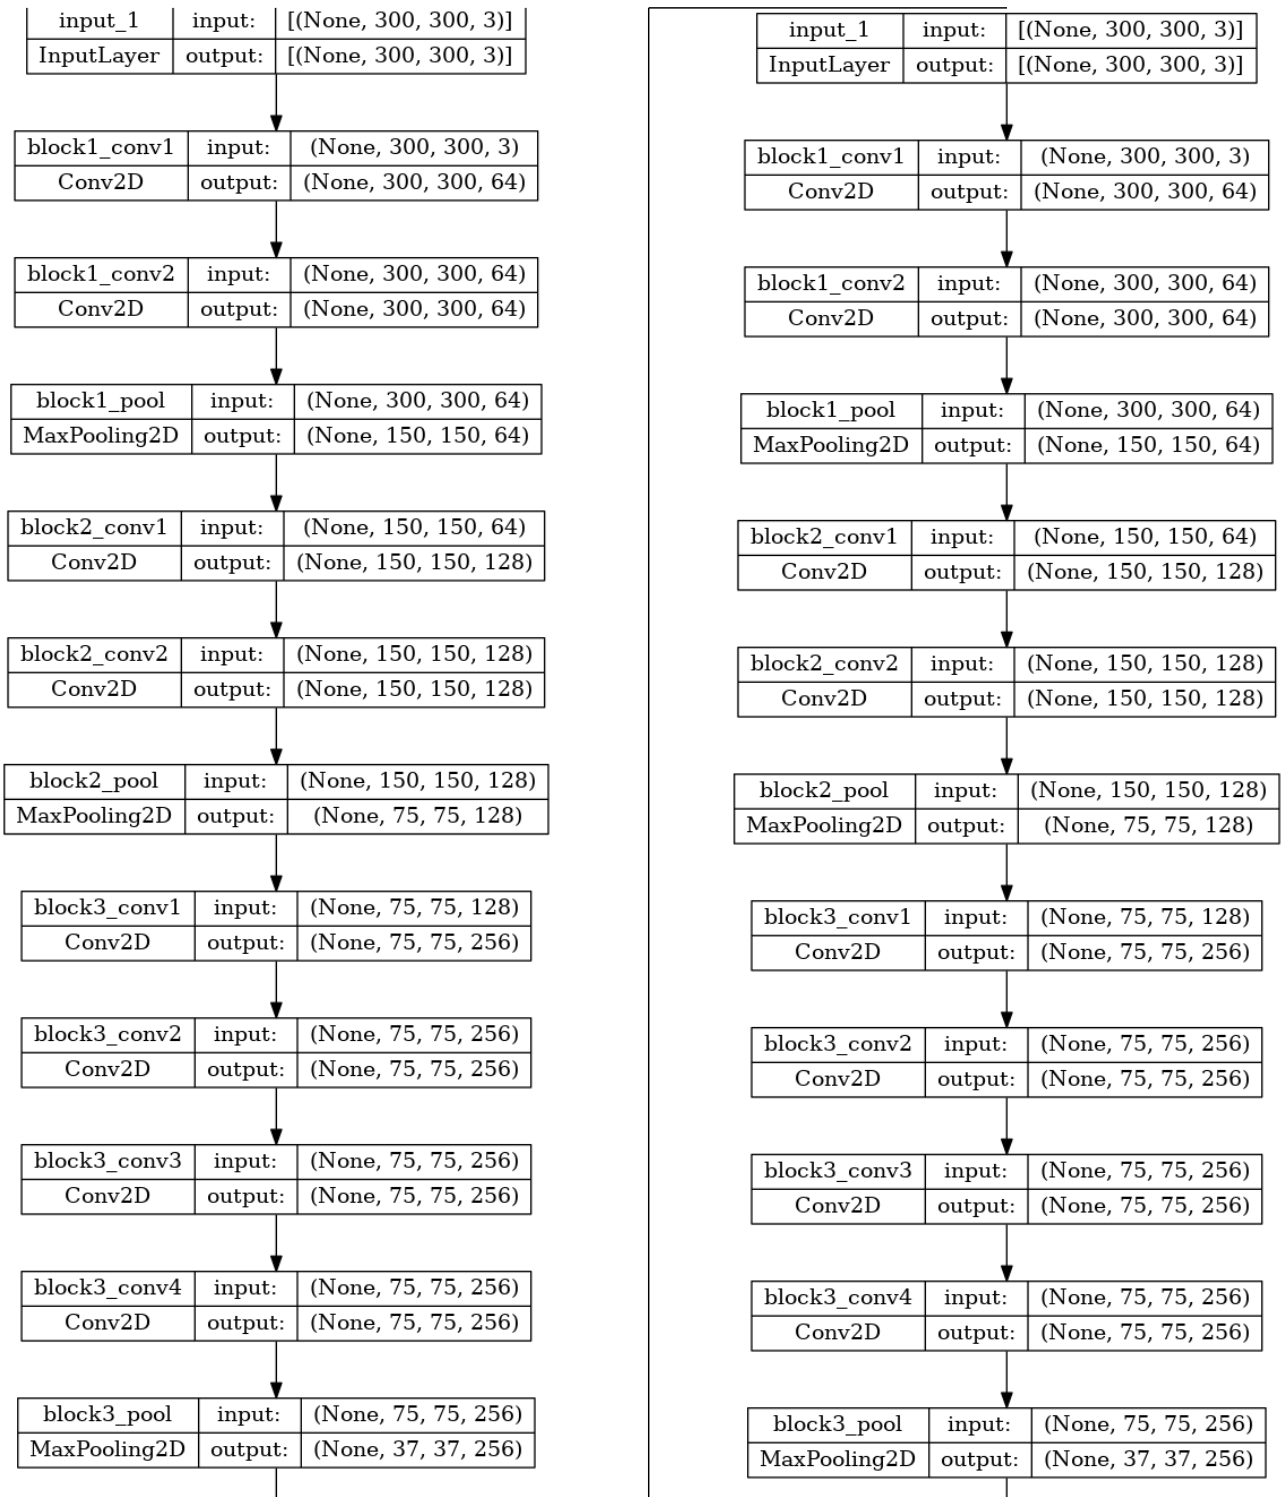 input_1 input: [(None, 300, 300, 3)]
InputLayer output: [(None, 300, 300, 3)]
block1_conv1 input: (None, 300, 300, 3)
Conv2D output: (None, 300, 300, 64)
block1_conv2 input: (None, 300, 300, 64)
Conv2D output: (None, 300, 300, 64)
block1_pool input: (None, 300, 300, 64)
MaxPooling2D output: (None, 150, 150, 64)
block2_conv1 input: (None, 150, 150, 64)
Conv2D output: (None, 150, 150, 128)
block2_conv2 input: (None, 150, 150, 128)
Conv2D output: (None, 150, 150, 128)
block2_pool input: (None, 150, 150, 128)
MaxPooling2D output: (None, 75, 75, 128)
block3_conv1 input: (None, 75, 75, 128)
Conv2D output: (None, 75, 75, 256)
block3_conv2 input: (None, 75, 75, 256)
Conv2D output: (None, 75, 75, 256)
block3_conv3 input: (None, 75, 75, 256)
Conv2D output: (None, 75, 75, 256)
block3_conv4 input: (None, 75, 75, 256)
Conv2D output: (None, 75, 75, 256)
block3_pool input: (None, 75, 75, 256)
MaxPooling2D output: (None, 37, 37, 256)
input_1 input: [(None, 300, 300, 3)]
InputLayer output: [(None, 300, 300, 3)]
block1_conv1 input: (None, 300, 300, 3)
Conv2D output: (None, 300, 300, 64)
block1_conv2 input: (None, 300, 300, 64)
Conv2D output: (None, 300, 300, 64)
block1_pool input: (None, 300, 300, 64)
MaxPooling2D output: (None, 150, 150, 64)
block2_conv1 input: (None, 150, 150, 64)
Conv2D output: (None, 150, 150, 128)
block2_conv2 input: (None, 150, 150, 128)
Conv2D output: (None, 150, 150, 128)
block2_pool input: (None, 150, 150, 128)
MaxPooling2D output: (None, 75, 75, 128)
block3_conv1 input: (None, 75, 75, 128)
Conv2D output: (None, 75, 75, 256)
block3_conv2 input: (None, 75, 75, 256)
Conv2D output: (None, 75, 75, 256)
block3_conv3 input: (None, 75, 75, 256)
Conv2D output: (None, 75, 75, 256)
block3_conv4 input: (None, 75, 75, 256)
Conv2D output: (None, 75, 75, 256)
block3_pool input: (None, 75, 75, 256)
MaxPooling2D output: (None, 37, 37, 256)